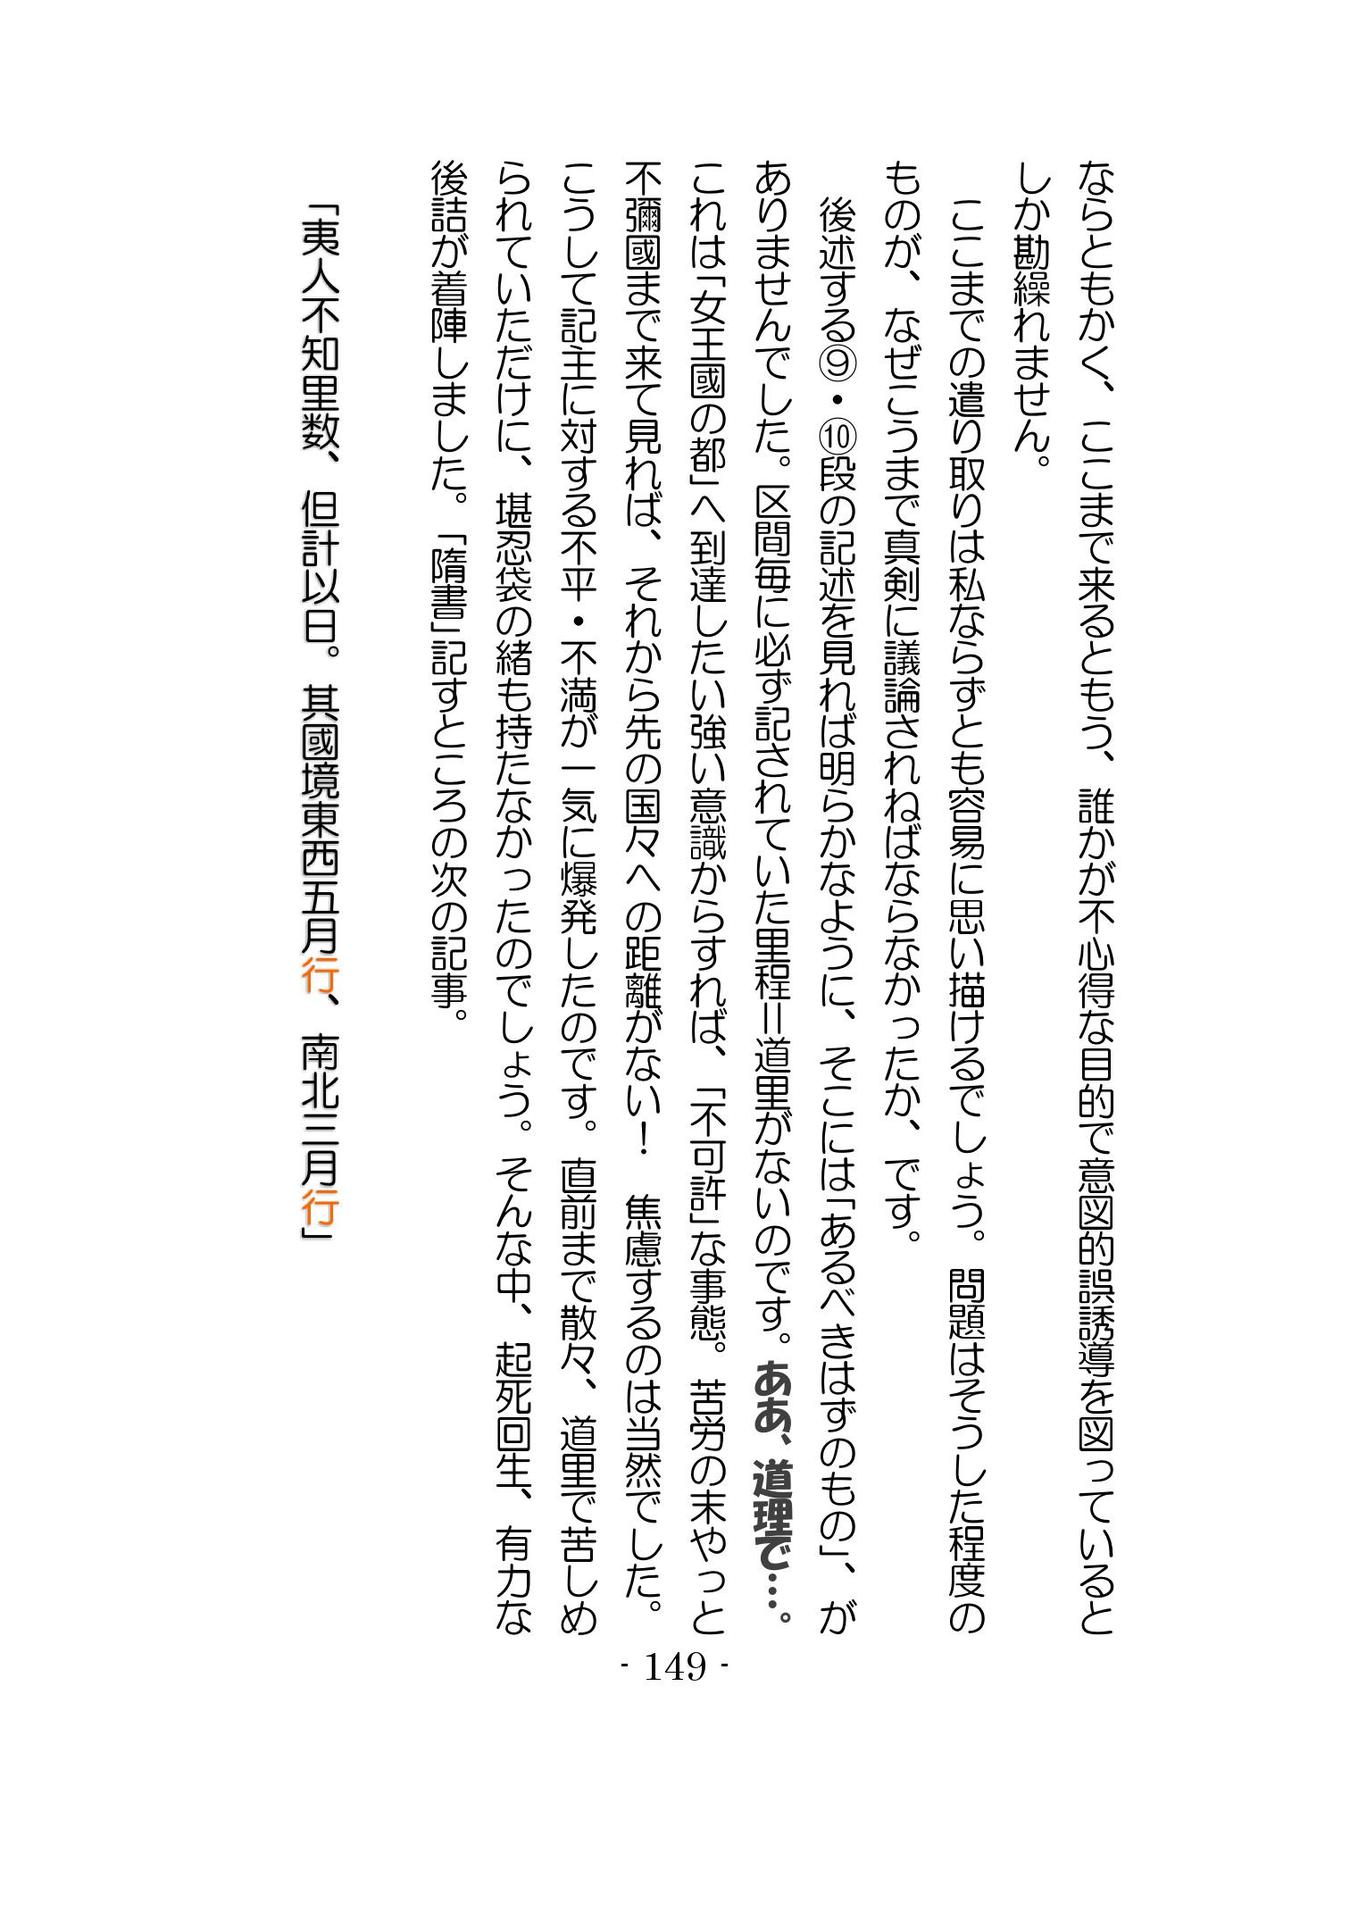 ならともかく、ここまで来るともう、誰かが不心得な目的で意図的誤誘導を図っていると
しか勘繰れません。
ここまでの遣り取りは私ならずとも容易に思い描けるでしょう。問題はそうした程度の
ものが、なぜこうまで真剣に議論されねばならなかったか、です。
後述する⑨・⑩段の記述を見れば明らかなように、そこには「あるべきはずのもの」、が
ありませんでした。区間毎に必ず記されていた里程＝道里がないのです。ああ、道理で…。
これは「女王國の都」へ到達したい強い意識からすれば、「不可許」な事態。苦労の末やっと
不彌國まで来て見れば、それから先の国々への距離がない！　焦慮するのは当然でした。
こうして記主に対する不平・不満が一気に爆発したのです。直前まで散々、道里で苦しめ
られていただけに、堪忍袋の緒も持たなかったのでしょう。そんな中、起死回生、有力な
後詰が着陣しました。「隋書」記すところの次の記事。
「夷人不知里数、但計以日。其國境東西五月行、南北三月行」
- 149 -